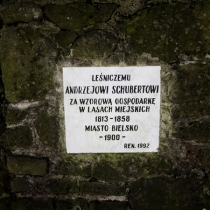 LEŚNICZEMU
ANDRZEJOWI SCHUBERTOWI
ZA WZOROWĄ GOSPODARKĘ
W LASACH MIEJSKICH
1813-1858
MIASTO BIELSKO
-1900-
REN. 1992